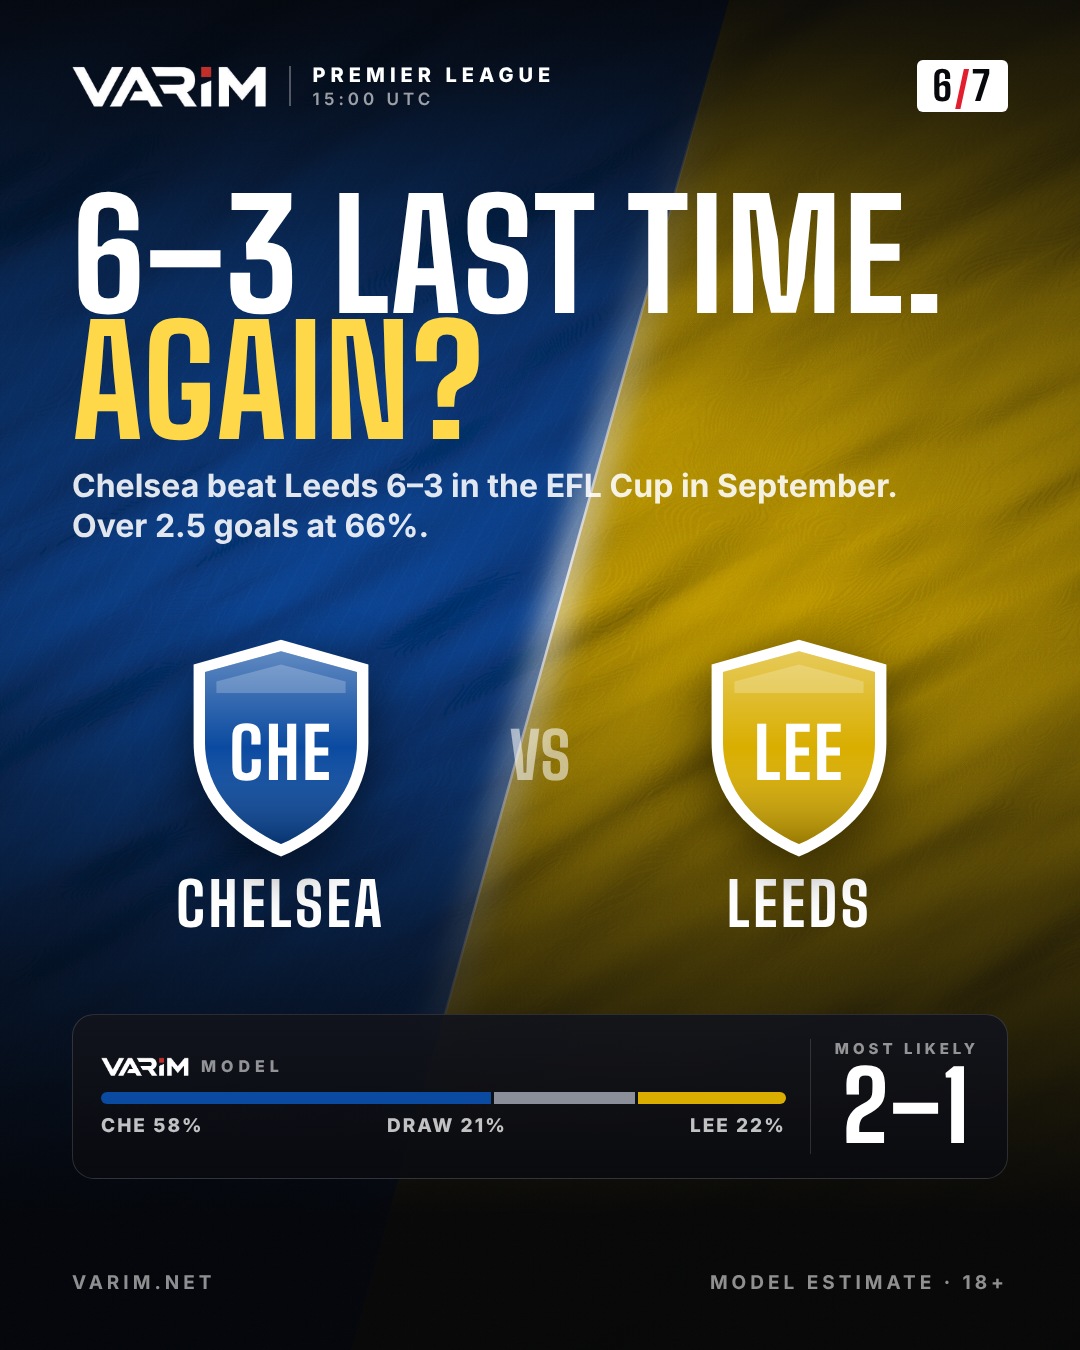 VARiM
PREMIER LEAGUE
15:00 UTC
6/7
6–3 LAST TIME.
AGAIN?
Chelsea beat Leeds 6–3 in the EFL Cup in September.
Over 2.5 goals at 66%.
CHE
VS
LEE
CHELSEA
LEEDS
VARiM MODEL
CHE 58%
DRAW 21%
LEE 22%
MOST LIKELY
2–1
VARIM.NET
MODEL ESTIMATE · 18+